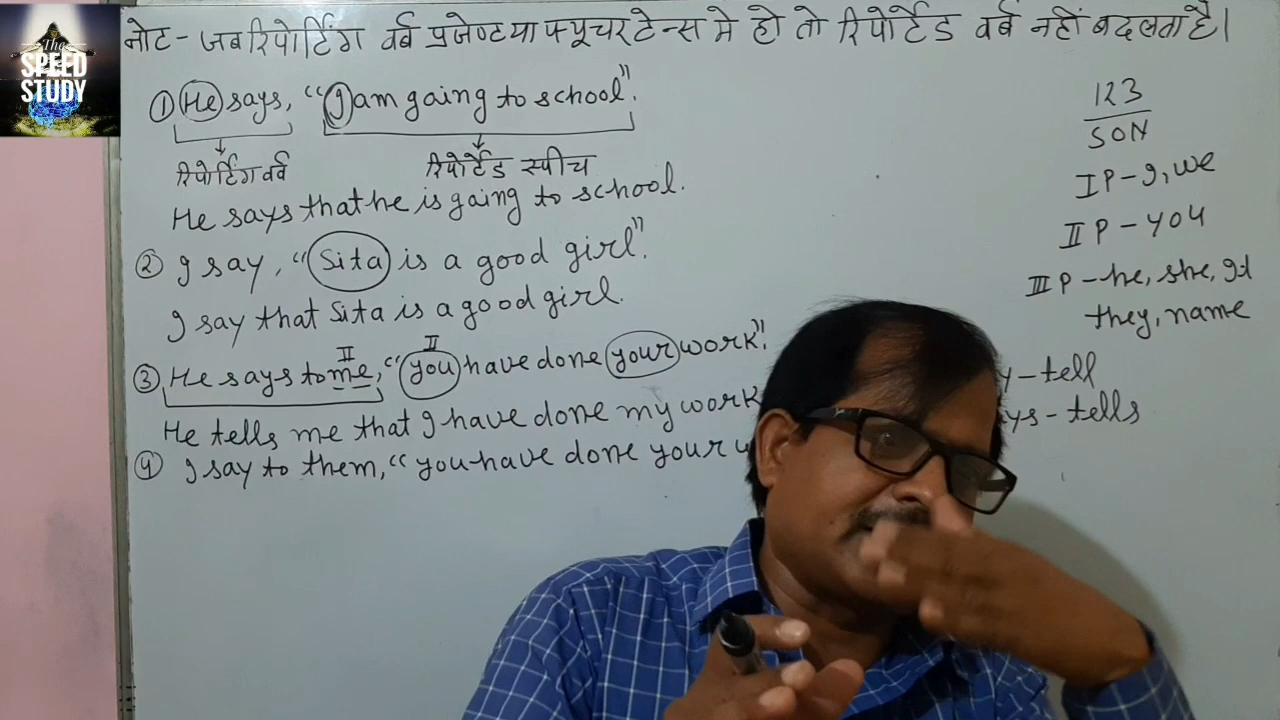 The
SPEED
STUDY
नोट - जब रिपोर्टिंग वर्ब प्रजेण्ट या फ्यूचर टेन्स मे हो तो रिपोर्टेड वर्ब नहीं बदलता है।
① He says, “I am going to school”.
रिपोर्टिंग वर्ब
रिपोर्टेड स्पीच
He says that he is going to school.
② I say, “Sita is a good girl”.
I say that Sita is a good girl.
II II
③ He says to me, “you have done your work”.
He tells me that I have done my work
④ I say to them, “you have done your
123
SON
I P - I, we
II P - you
III P - he, she, it
they, name
- tell
- tells